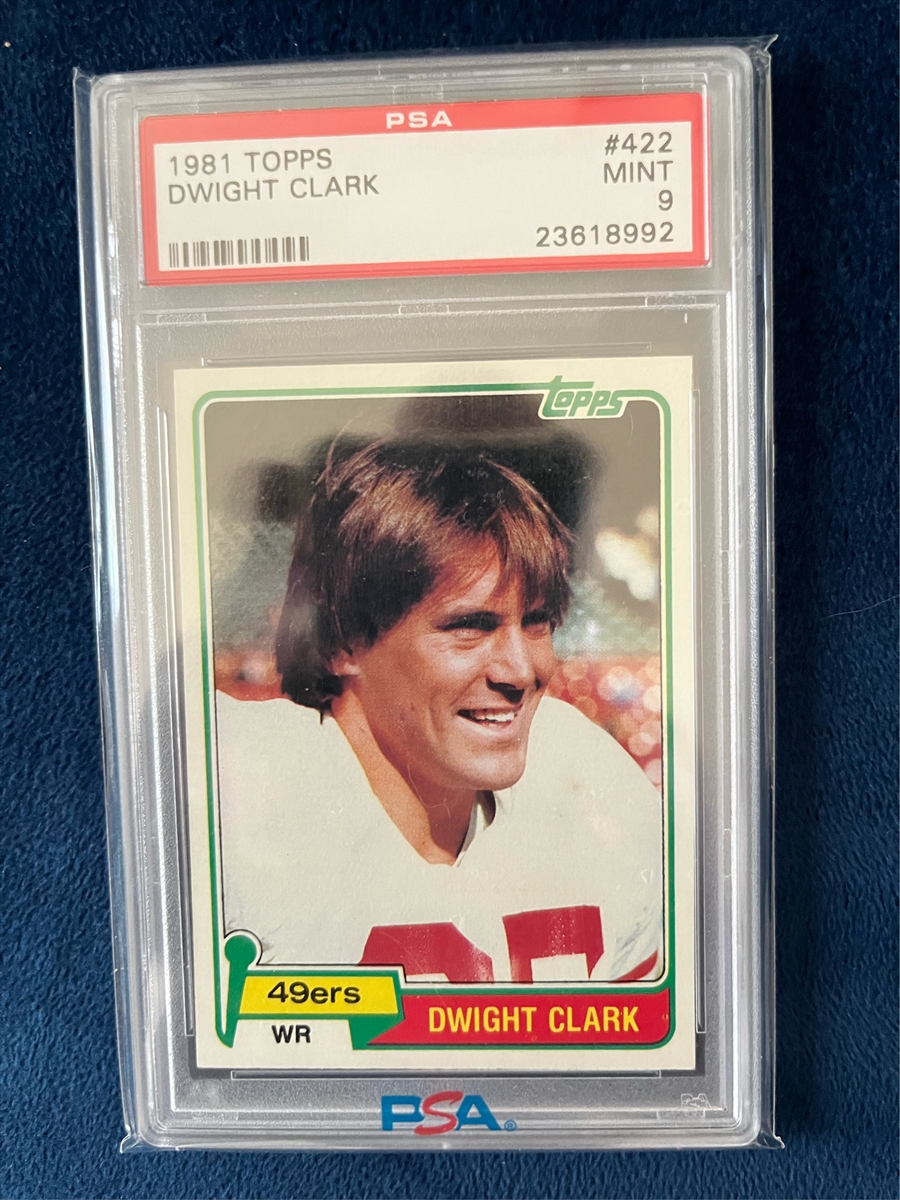 PSA
1981 TOPPS #422
DWIGHT CLARK MINT
9
23618992
topps
49ers
WR
DWIGHT CLARK
PSA®